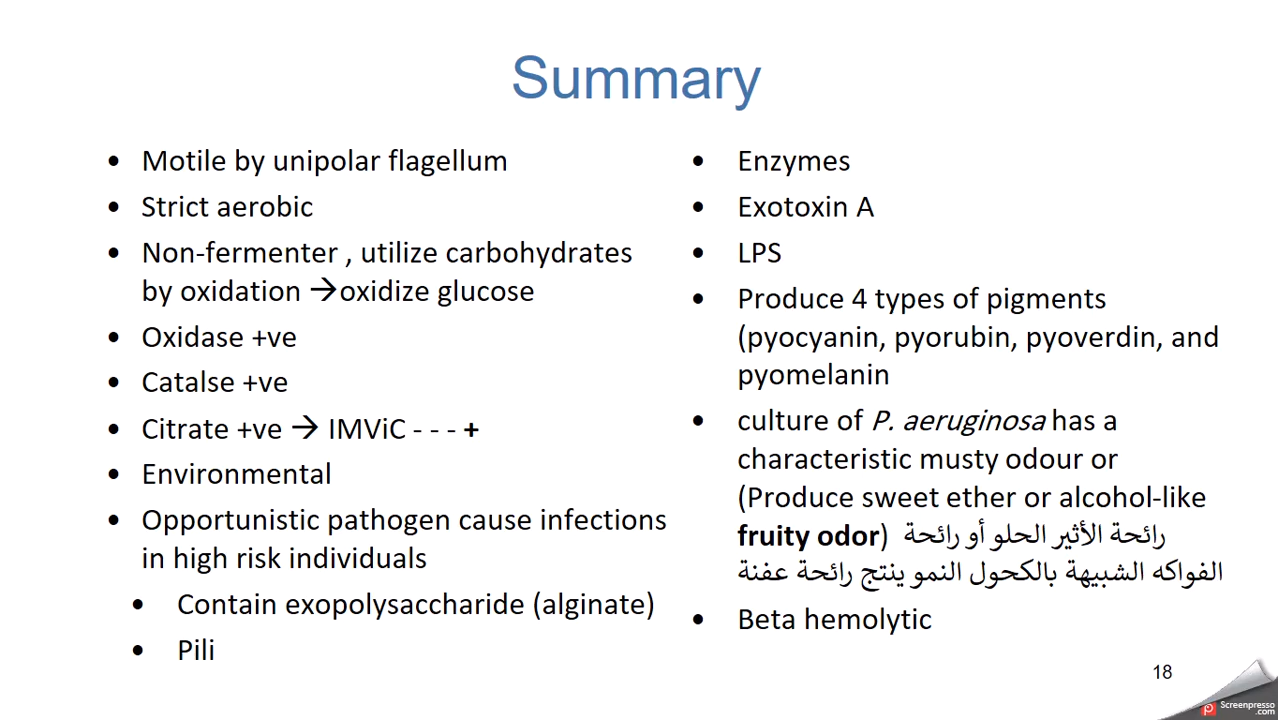 Summary
• Motile by unipolar flagellum
• Strict aerobic
• Non-fermenter , utilize carbohydrates
by oxidation →oxidize glucose
• Oxidase +ve
• Catalse +ve
• Citrate +ve → IMViC - - - +
• Environmental
• Opportunistic pathogen cause infections
in high risk individuals
• Contain exopolysaccharide (alginate)
• Pili
• Enzymes
• Exotoxin A
• LPS
• Produce 4 types of pigments
(pyocyanin, pyorubin, pyoverdin, and
pyomelanin
• culture of P. aeruginosa has a
characteristic musty odour or
(Produce sweet ether or alcohol-like
fruity odor) رائحة الأثير الحلو أو رائحة
الفواكه الشبيهة بالكحول النمو ينتج رائحة عفنة
• Beta hemolytic
18
Screenpresso
.com